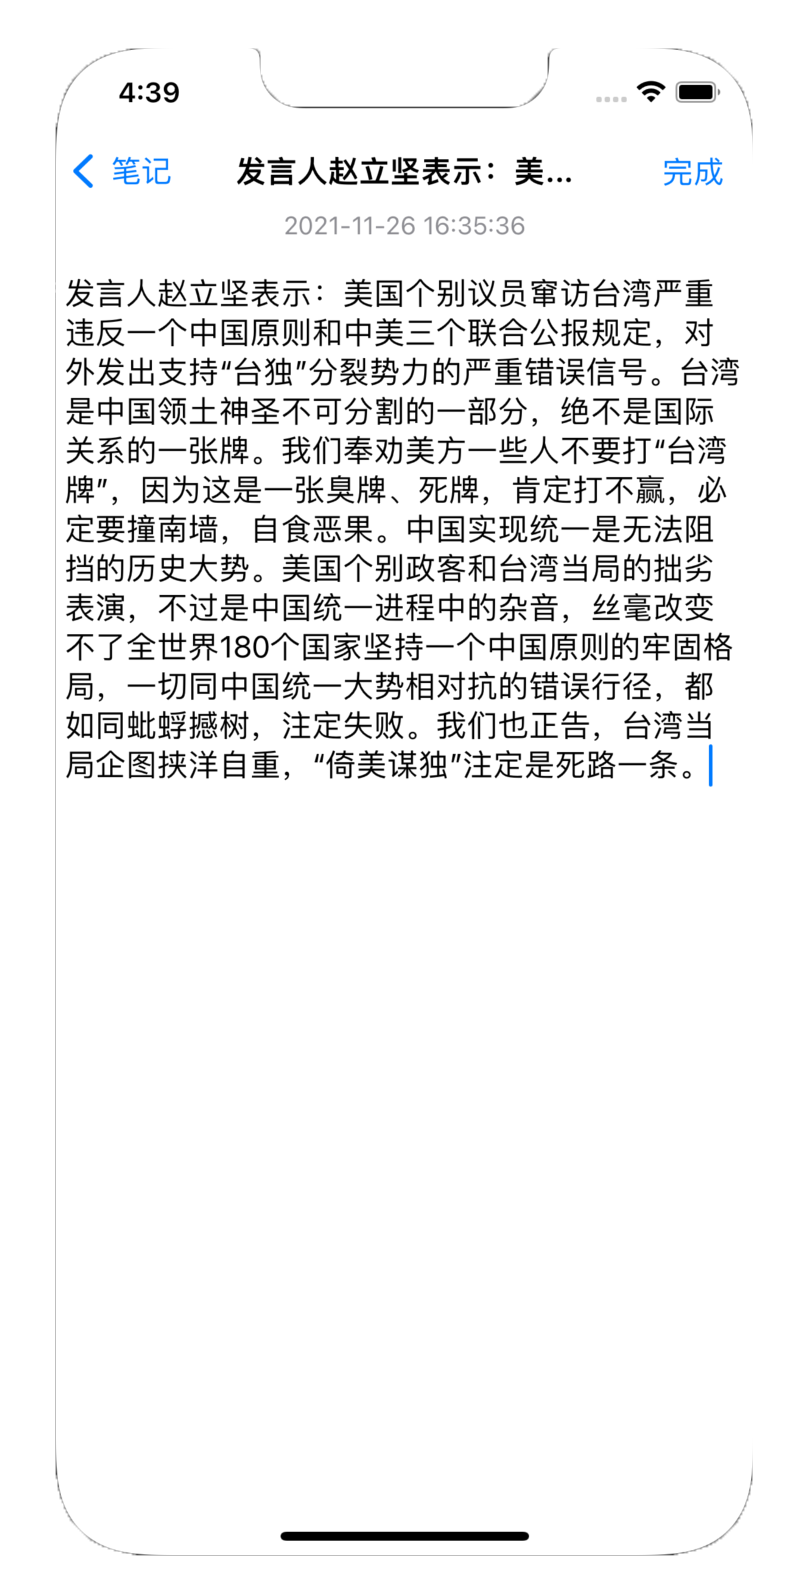 4:39
笔记 发言人赵立坚表示：美... 完成
2021-11-26 16:35:36
发言人赵立坚表示：美国个别议员窜访台湾严重
违反一个中国原则和中美三个联合公报规定，对
外发出支持“台独”分裂势力的严重错误信号。台湾
是中国领土神圣不可分割的一部分，绝不是国际
关系的一张牌。我们奉劝美方一些人不要打“台湾
牌”，因为这是一张臭牌、死牌，肯定打不赢，必
定要撞南墙，自食恶果。中国实现统一是无法阻
挡的历史大势。美国个别政客和台湾当局的拙劣
表演，不过是中国统一进程中的杂音，丝毫改变
不了全世界180个国家坚持一个中国原则的牢固格
局，一切同中国统一大势相对抗的错误行径，都
如同蚍蜉撼树，注定失败。我们也正告，台湾当
局企图挟洋自重，“倚美谋独”注定是死路一条。